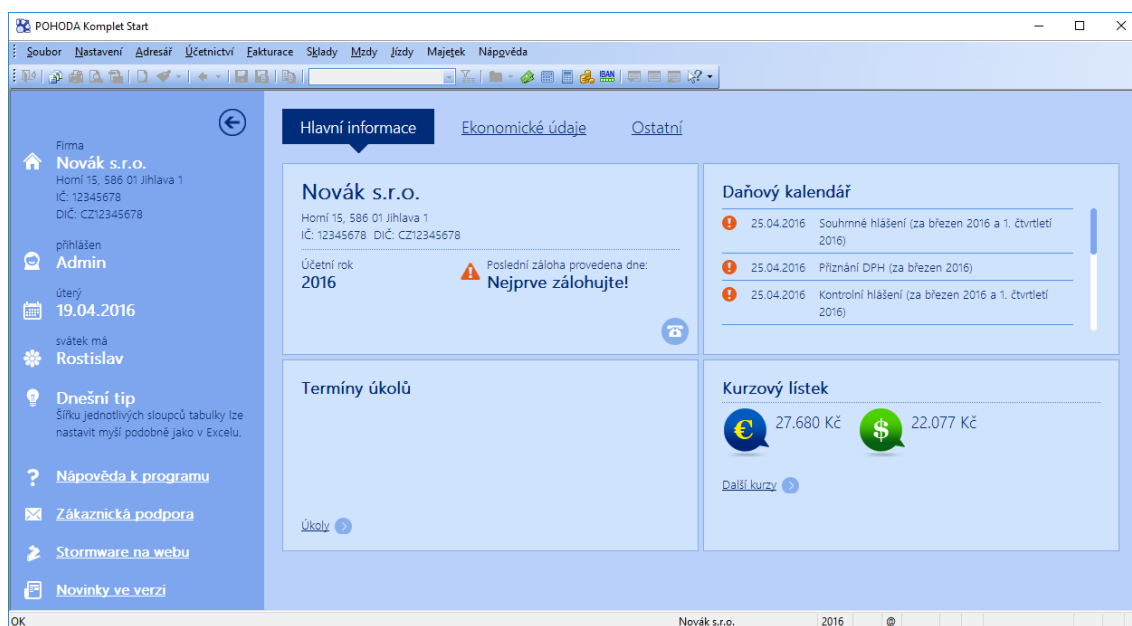 POHODA Komplet Start
Soubor Nastavení Adresář Účetnictví Fakturace Sklady Mzdy Jízdy Majetek Nápověda
IBAN
Firma
Novák s.r.o.
Horní 15, 586 01 Jihlava 1
IČ: 12345678
DIČ: CZ12345678
přihlášen
Admin
úterý
19.04.2016
svátek má
Rostislav
Dnešní tip
Šířku jednotlivých sloupců tabulky lze
nastavit myší podobně jako v Excelu.
Nápověda k programu
Zákaznická podpora
Stormware na webu
Novinky ve verzi
Hlavní informace Ekonomické údaje Ostatní
Novák s.r.o.
Horní 15, 586 01 Jihlava 1
IČ: 12345678 DIČ: CZ12345678
Účetní rok
2016
Poslední záloha provedena dne:
Nejprve zálohujte!
Daňový kalendář
25.04.2016 Souhrnné hlášení (za březen 2016 a 1. čtvrtletí
2016)
25.04.2016 Přiznání DPH (za březen 2016)
25.04.2016 Kontrolní hlášení (za březen 2016 a 1. čtvrtletí
2016)
Termíny úkolů
Úkoly
Kurzový lístek
€ 27.680 Kč $ 22.077 Kč
Další kurzy
OK Novák s.r.o. 2016 @